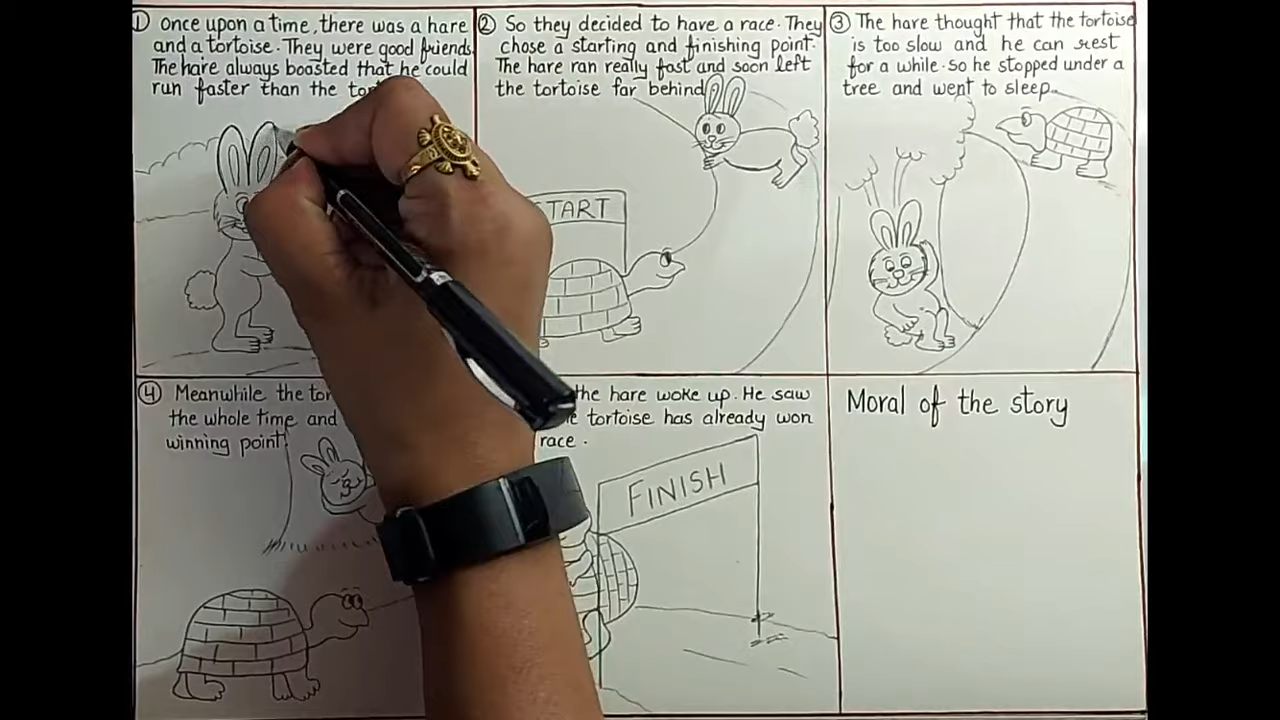 ① Once upon a time, there was a hare
and a tortoise. They were good friends.
The hare always boasted that he could
run faster than the
② So they decided to have a race. They
chose a starting and finishing point.
The hare ran really fast and soon left
the tortoise far behind.
START
③ The hare thought that the tortoise
is too slow and he can rest
for a while. so he stopped under a
tree and went to sleep.
④ Meanwhile the
the whole time and
winning point.
the hare woke up. He saw
tortoise has already won
race.
FINISH
Moral of the story